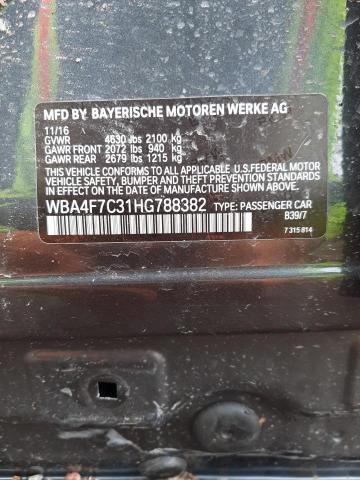 MFD BY BAYERISCHE MOTOREN WERKE AG
11/16
GVWR 4630 lbs 2100 kg
GAWR FRONT 2072 lbs 940 kg
GAWR REAR 2679 lbs 1215 kg
THIS VEHICLE CONFORMS TO ALL APPLICABLE U.S.FEDERAL MOTOR
VEHICLE SAFETY, BUMPER AND THEFT PREVENTION STANDARDS
IN EFFECT ON THE DATE OF MANUFACTURE SHOWN ABOVE.
WBA4F7C31HG788382 TYPE: PASSENGER CAR
B39/7
7 315 814